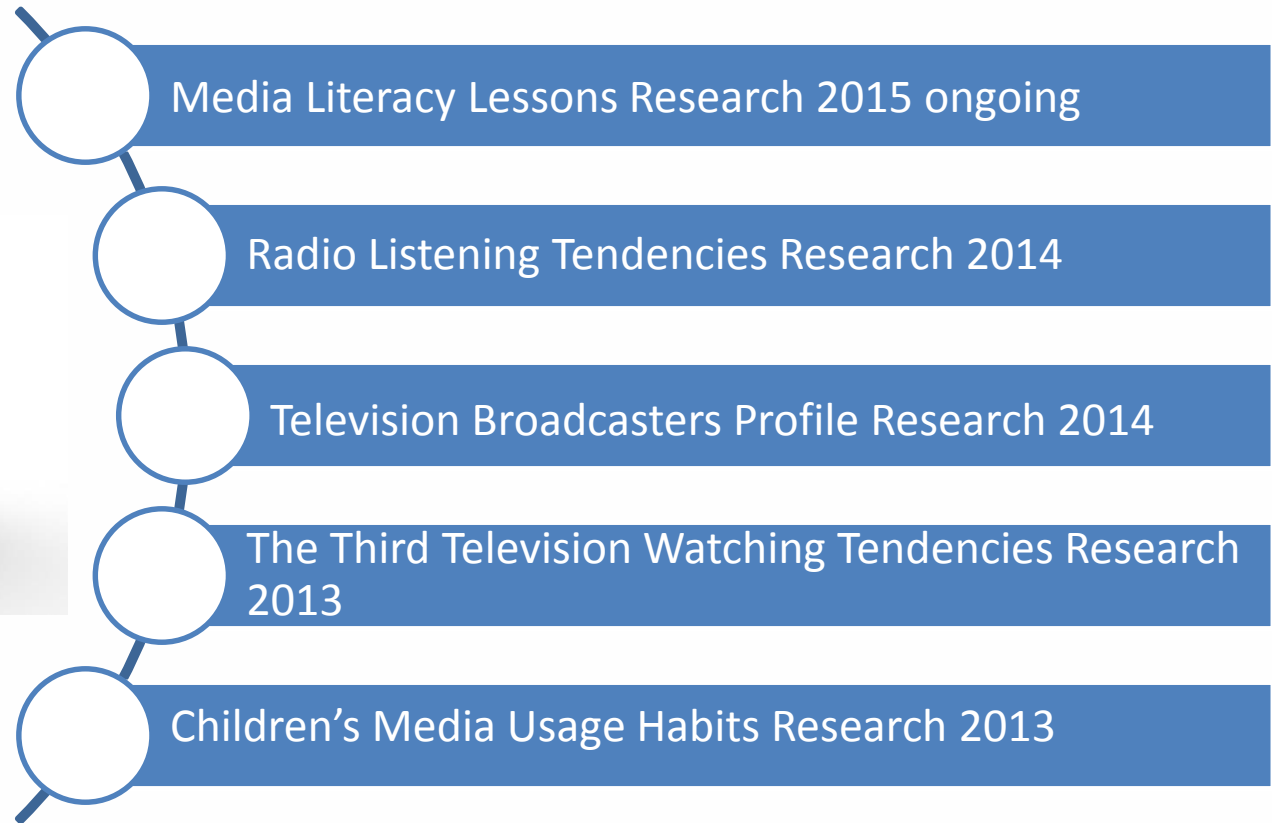 Media Literacy Lessons Research 2015 ongoing
Radio Listening Tendencies Research 2014
Television Broadcasters Profile Research 2014
The Third Television Watching Tendencies Research
2013
Children’s Media Usage Habits Research 2013